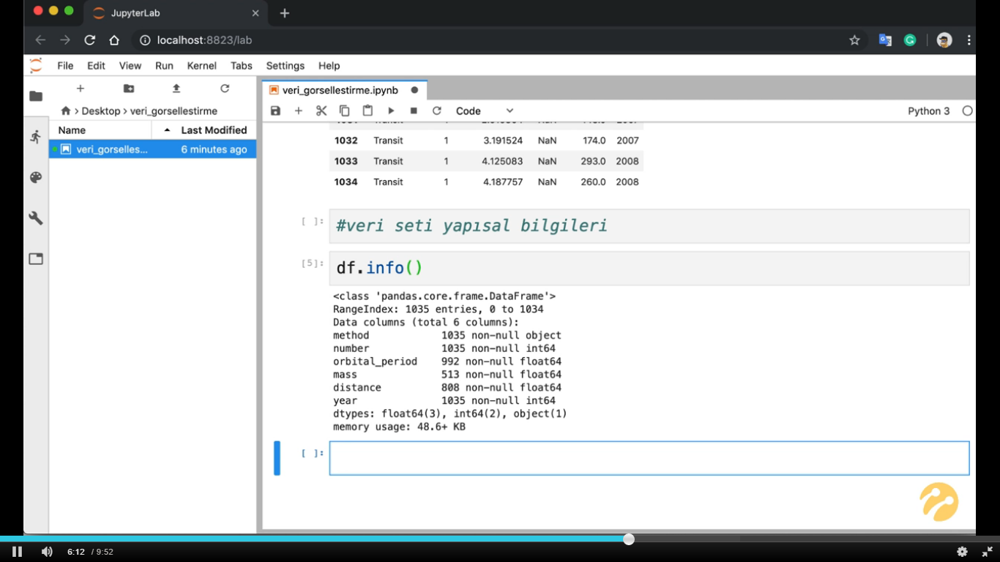 JupyterLab
localhost:8823/lab
File Edit View Run Kernel Tabs Settings Help
veri_gorsellestirme.ipynb
Desktop > veri_gorsellestirme
Code
Python 3
Name Last Modified
veri_gorselles... 6 minutes ago
1032 Transit 1 3.191524 NaN 174.0 2007
1033 Transit 1 4.125083 NaN 293.0 2008
1034 Transit 1 4.187757 NaN 260.0 2008
[ ]: #veri seti yapısal bilgileri
[5]: df.info()
<class 'pandas.core.frame.DataFrame'>
RangeIndex: 1035 entries, 0 to 1034
Data columns (total 6 columns):
method 1035 non-null object
number 1035 non-null int64
orbital_period 992 non-null float64
mass 513 non-null float64
distance 808 non-null float64
year 1035 non-null int64
dtypes: float64(3), int64(2), object(1)
memory usage: 48.6+ KB
[ ]:
6:12 / 9:52